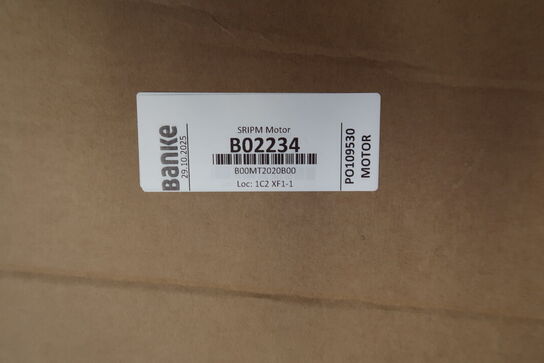 Banke
29.10.2025
SRIPM Motor
B02234
B00MT2020B00
Loc: 1C2 XF1-1
PO109530
MOTOR